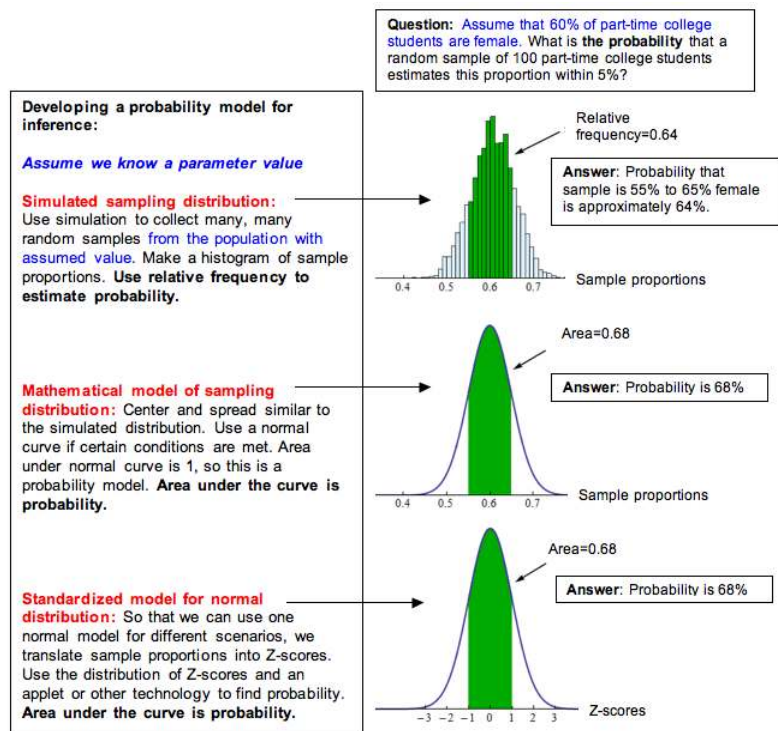 Question: Assume that 60% of part-time college
students are female. What is the probability that a
random sample of 100 part-time college students
estimates this proportion within 5%?
Developing a probability model for
inference:
Assume we know a parameter value
Simulated sampling distribution:
Use simulation to collect many, many
random samples from the population with
assumed value. Make a histogram of sample
proportions. Use relative frequency to
estimate probability.
Relative
frequency=0.64
Answer: Probability that
sample is 55% to 65% female
is approximately 64%.
0.4 0.5 0.6 0.7 Sample proportions
Mathematical model of sampling
distribution: Center and spread similar to
the simulated distribution. Use a normal
curve if certain conditions are met. Area
under normal curve is 1, so this is a
probability model. Area under the curve is
probability.
Area=0.68
Answer: Probability is 68%
0.4 0.5 0.6 0.7 Sample proportions
Standardized model for normal
distribution: So that we can use one
normal model for different scenarios, we
translate sample proportions into Z-scores.
Use the distribution of Z-scores and an
applet or other technology to find probability.
Area under the curve is probability.
Area=0.68
Answer: Probability is 68%
−3 −2 −1 0 1 2 3 Z-scores